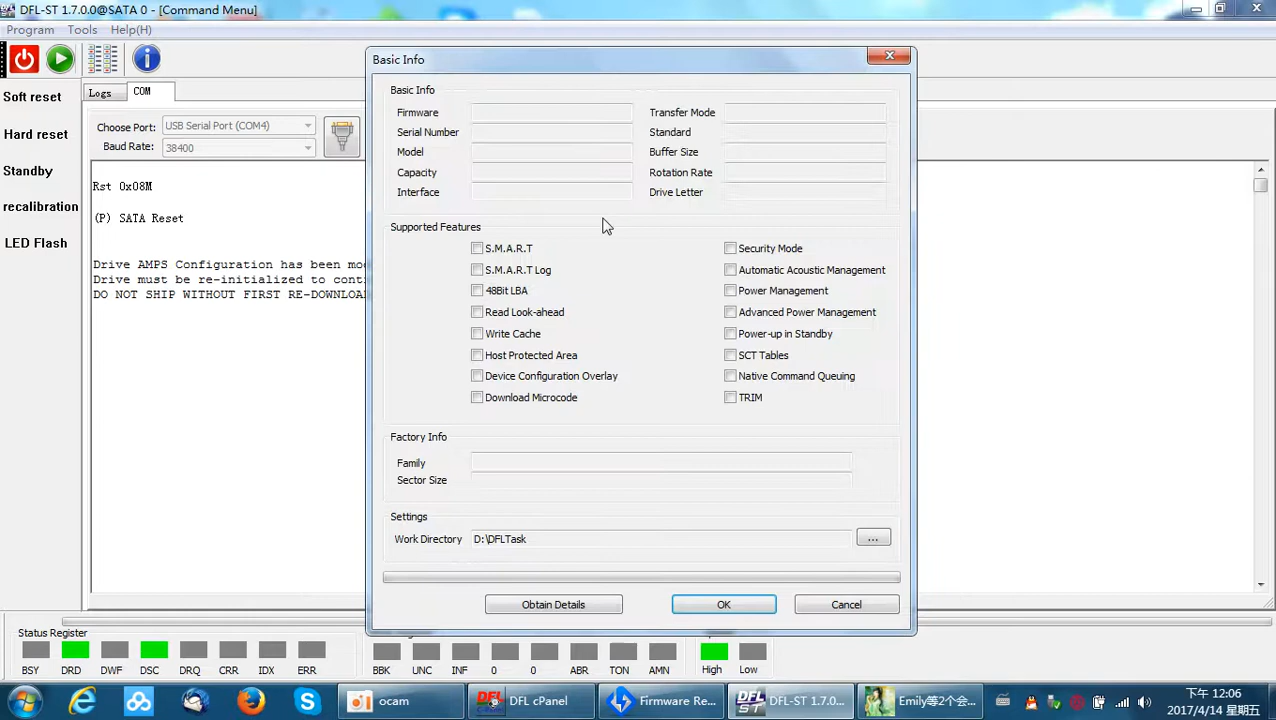 DFL-ST 1.7.0.0@SATA 0 - [Command Menu]
Program Tools Help(H)
Soft reset
Hard reset
Standby
recalibration
LED Flash
Logs COM
Choose Port: USB Serial Port (COM4)
Baud Rate: 38400
Rst 0x08M
(P) SATA Reset
Drive AMPS Configuration has been mo
Drive must be re-initialized to cont
DO NOT SHIP WITHOUT FIRST RE-DOWNLOA
Basic Info
Basic Info
Firmware Transfer Mode
Serial Number Standard
Model Buffer Size
Capacity Rotation Rate
Interface Drive Letter
Supported Features
S.M.A.R.T Security Mode
S.M.A.R.T Log Automatic Acoustic Management
48Bit LBA Power Management
Read Look-ahead Advanced Power Management
Write Cache Power-up in Standby
Host Protected Area SCT Tables
Device Configuration Overlay Native Command Queuing
Download Microcode TRIM
Factory Info
Family
Sector Size
Settings
Work Directory D:\DFLTask ...
Obtain Details OK Cancel
Status Register
BSY DRD DWF DSC DRQ CRR IDX ERR
BBK UNC INF 0 0 ABR TON AMN
High Low
ocam DFL cPanel Firmware Re... DFL-ST 1.7.0.... Emily等2个会...
下午 12:06
2017/4/14 星期五